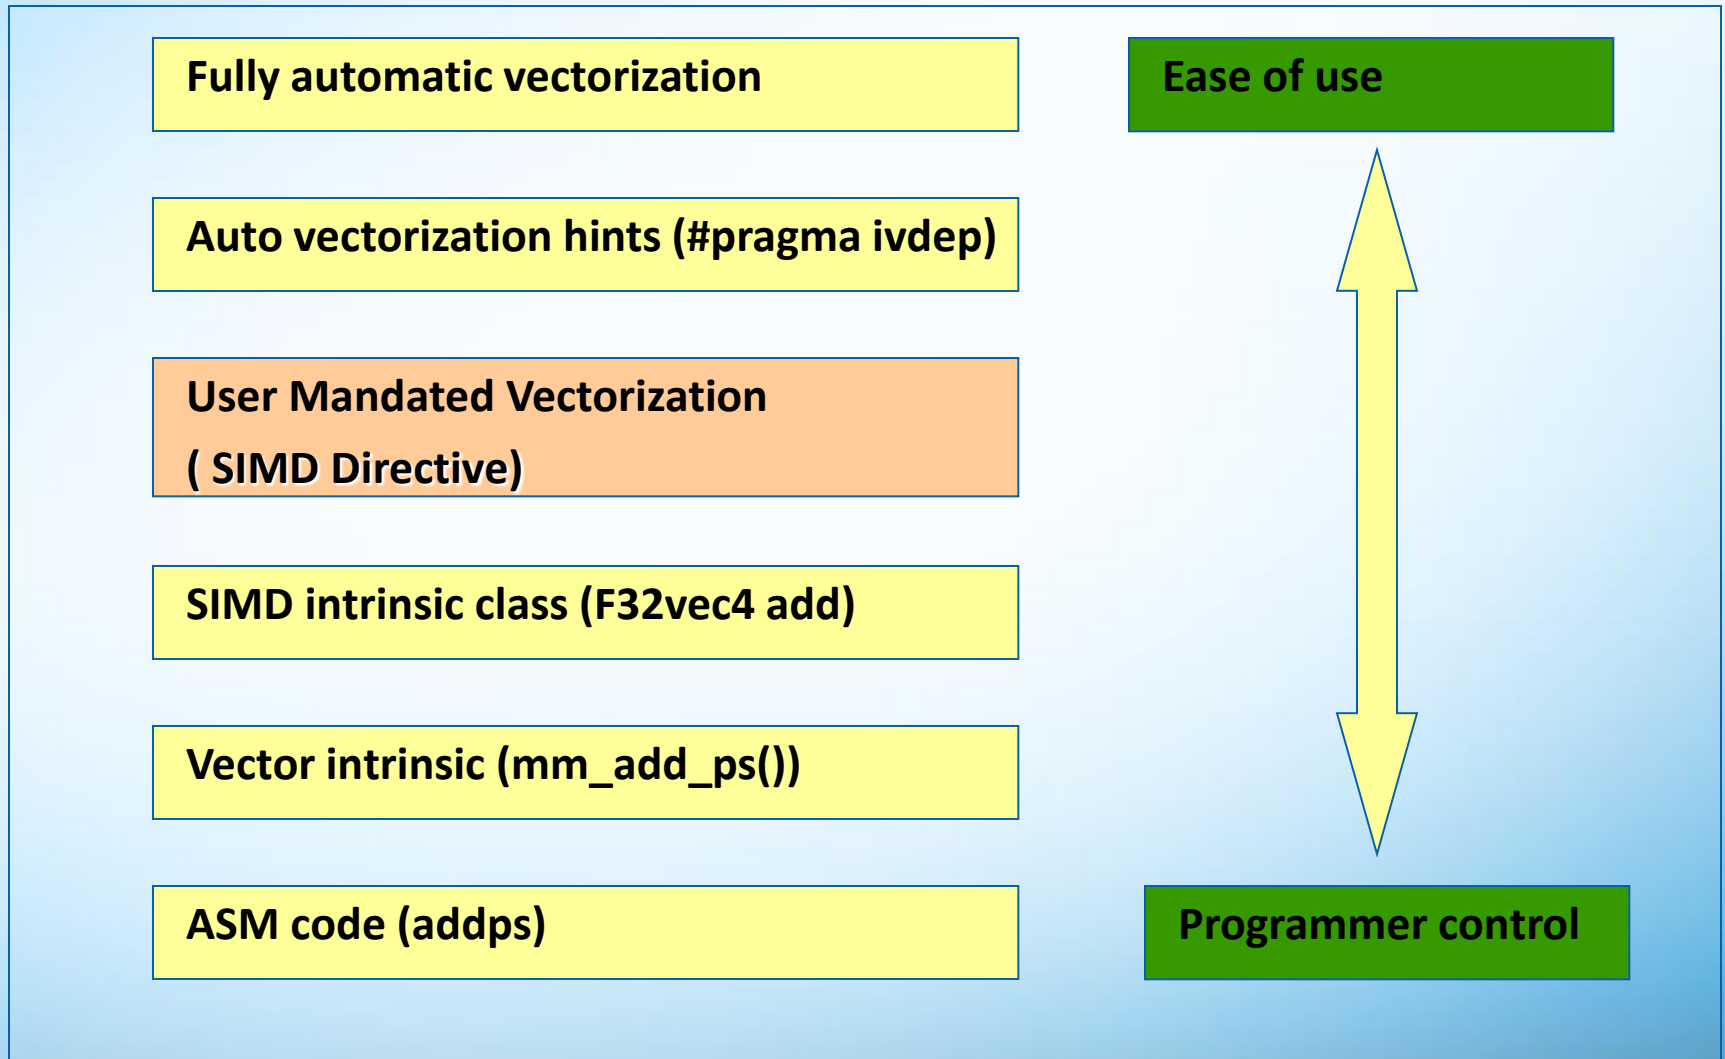 Fully automatic vectorization
Ease of use
Auto vectorization hints (#pragma ivdep)
User Mandated Vectorization
( SIMD Directive)
SIMD intrinsic class (F32vec4 add)
Vector intrinsic (mm_add_ps())
ASM code (addps)
Programmer control